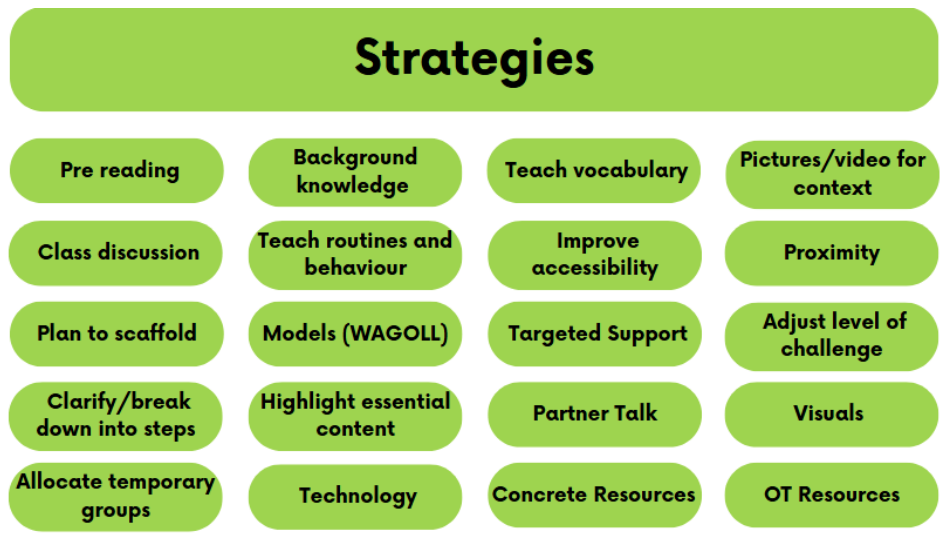 Strategies
Pre reading
Background
knowledge
Teach vocabulary
Pictures/video for
context
Class discussion
Teach routines and
behaviour
Improve
accessibility
Proximity
Plan to scaffold
Models (WAGOLL)
Targeted Support
Adjust level of
challenge
Clarify/break
down into steps
Highlight essential
content
Partner Talk
Visuals
Allocate temporary
groups
Technology
Concrete Resources
OT Resources